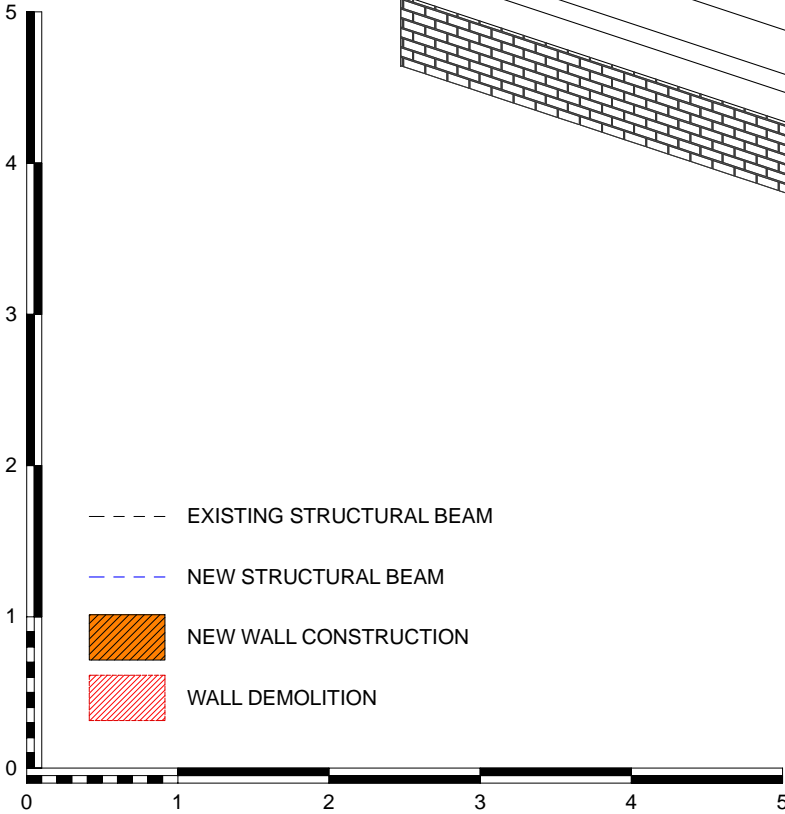 5
4
3
2
EXISTING STRUCTURAL BEAM
NEW STRUCTURAL BEAM
1
NEW WALL CONSTRUCTION
WALL DEMOLITION
0
0 1 2 3 4 5